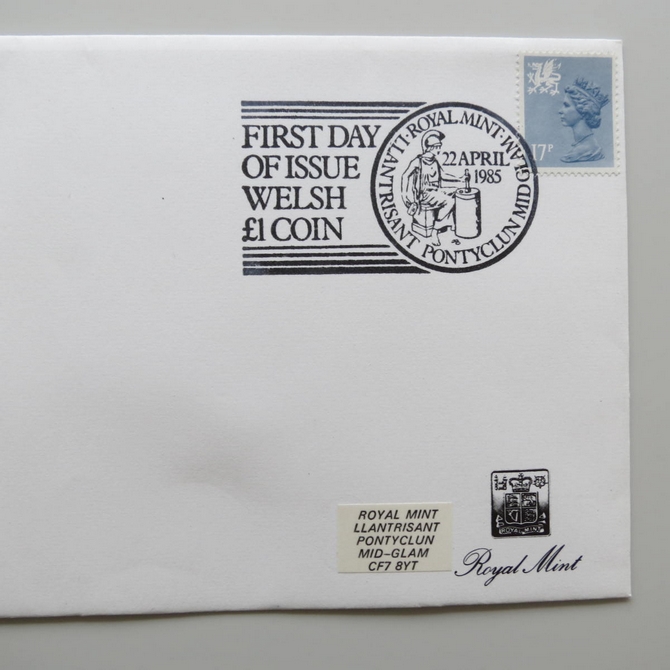 FIRST DAY
OF ISSUE
WELSH
£1 COIN
LLANTRISANT · ROYAL MINT · MID GLAM
PONTYCLUN
22 APRIL
1985
17P
ROYAL MINT
LLANTRISANT
PONTYCLUN
MID-GLAM
CF7 8YT
Royal Mint